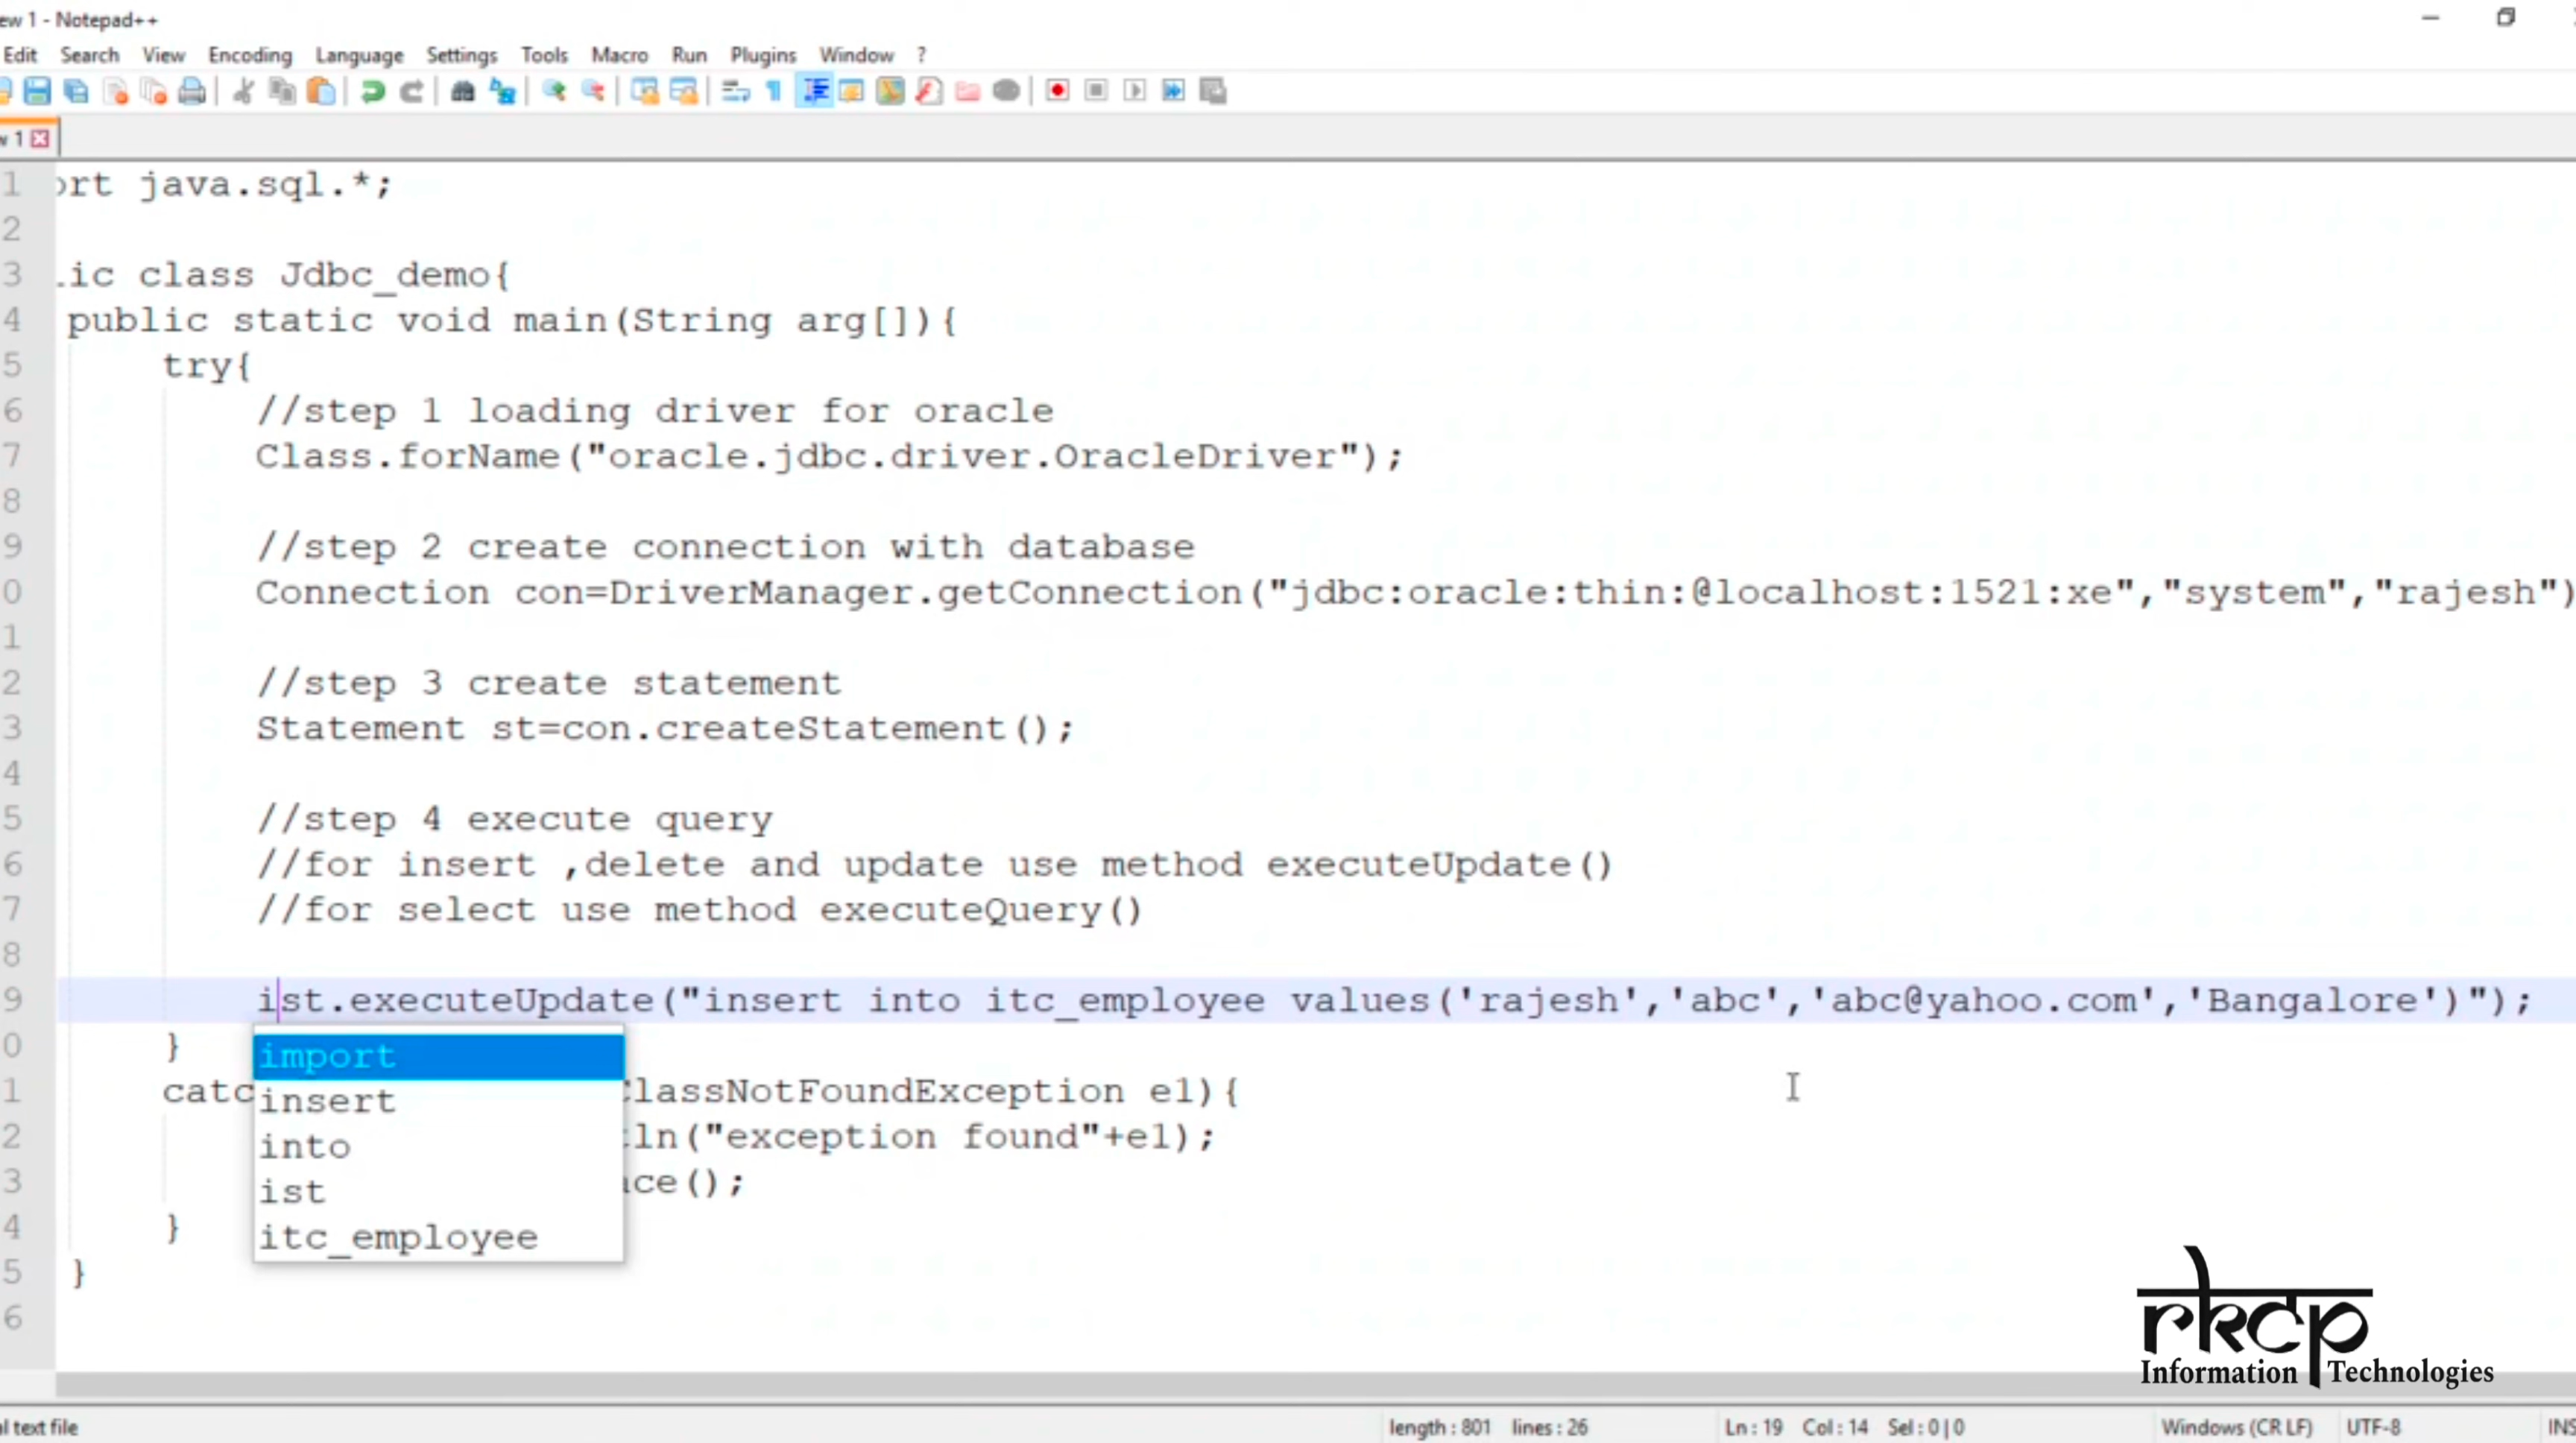 ew 1 - Notepad++
Edit Search View Encoding Language Settings Tools Macro Run Plugins Window ?
w 1
1 ort java.sql.*;
2
3 lic class Jdbc_demo{
4 public static void main(String arg[]){
5 try{
6 //step 1 loading driver for oracle
7 Class.forName("oracle.jdbc.driver.OracleDriver");
8
9 //step 2 create connection with database
0 Connection con=DriverManager.getConnection("jdbc:oracle:thin:@localhost:1521:xe","system","rajesh")
1
2 //step 3 create statement
3 Statement st=con.createStatement();
4
5 //step 4 execute query
6 //for insert ,delete and update use method executeUpdate()
7 //for select use method executeQuery()
8
9 ist.executeUpdate("insert into itc_employee values('rajesh','abc','abc@yahoo.com','Bangalore')");
0 }
import
1 catc lassNotFoundException e1){
insert
2 ln("exception found"+e1);
into
3 ace();
ist
4 }
itc_employee
5 }
6
rkcp
Information Technologies
l text file length : 801 lines : 26 Ln : 19 Col : 14 Sel : 0 | 0 Windows (CR LF) UTF-8 INS